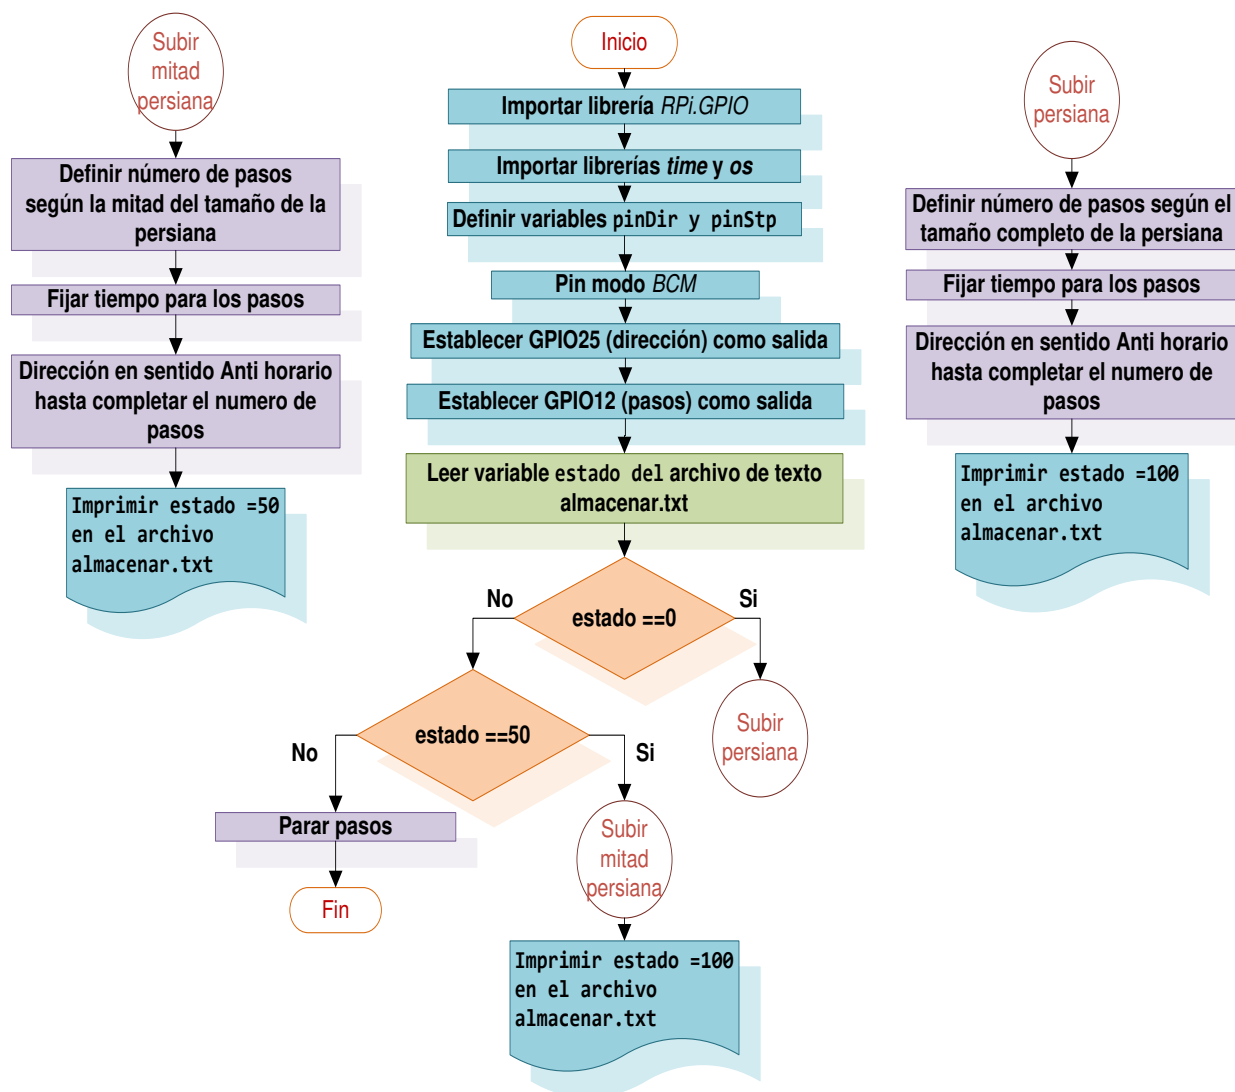 Subir
mitad
persiana
Definir número de pasos
según la mitad del tamaño de la
persiana
Fijar tiempo para los pasos
Dirección en sentido Anti horario
hasta completar el numero de
pasos
Imprimir estado =50
en el archivo
almacenar.txt
Inicio
Importar librería RPi.GPIO
Importar librerías time y os
Definir variables pinDir y pinStp
Pin modo BCM
Establecer GPIO25 (dirección) como salida
Establecer GPIO12 (pasos) como salida
Leer variable estado del archivo de texto
almacenar.txt
No
Si
estado ==0
Subir
persiana
estado ==50
No
Si
Parar pasos
Fin
Subir
mitad
persiana
Imprimir estado =100
en el archivo
almacenar.txt
Subir
persiana
Definir número de pasos según el
tamaño completo de la persiana
Fijar tiempo para los pasos
Dirección en sentido Anti horario
hasta completar el numero de
pasos
Imprimir estado =100
en el archivo
almacenar.txt